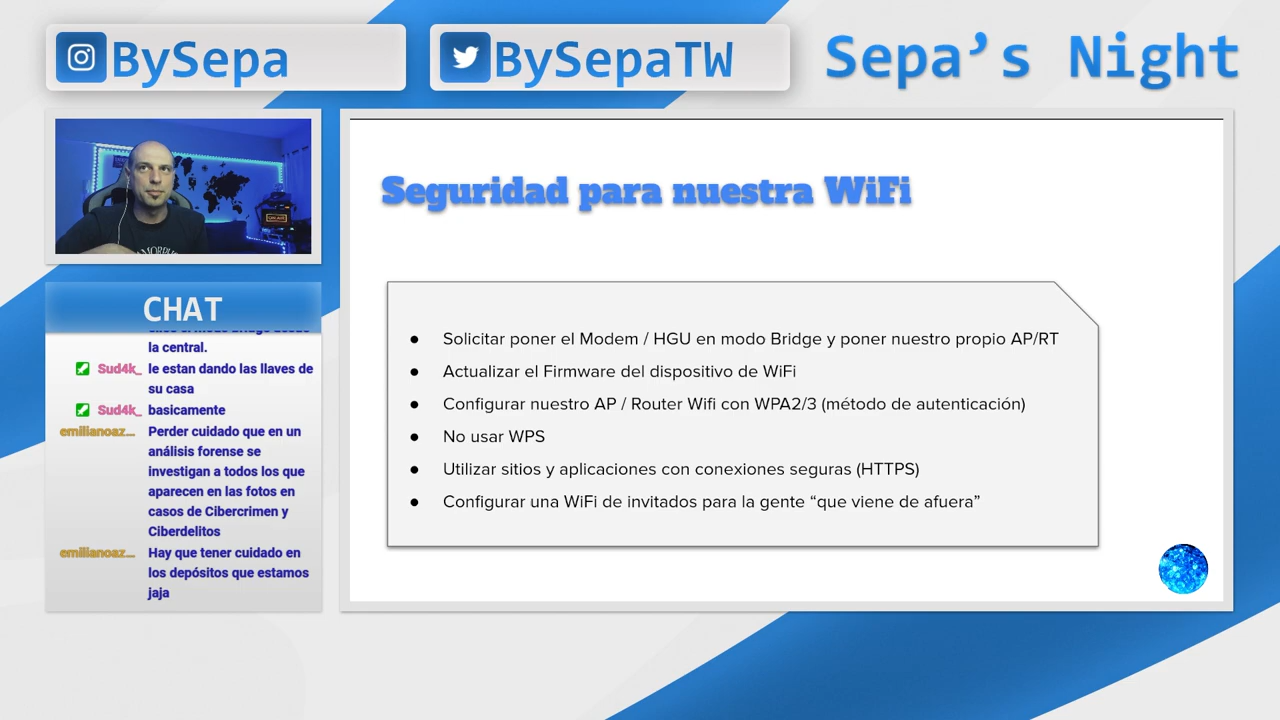 BySepa
BySepaTW
Sepa’s Night
CHAT
la central.
Sud4k_ le estan dando las llaves de
su casa
Sud4k_ basicamente
emilianoaz... Perder cuidado que en un
análisis forense se
investigan a todos los que
aparecen en las fotos en
casos de Cibercrimen y
Ciberdelitos
emilianoaz... Hay que tener cuidado en
los depósitos que estamos
jaja
Seguridad para nuestra WiFi
● Solicitar poner el Modem / HGU en modo Bridge y poner nuestro propio AP/RT
● Actualizar el Firmware del dispositivo de WiFi
● Configurar nuestro AP / Router Wifi con WPA2/3 (método de autenticación)
● No usar WPS
● Utilizar sitios y aplicaciones con conexiones seguras (HTTPS)
● Configurar una WiFi de invitados para la gente “que viene de afuera”